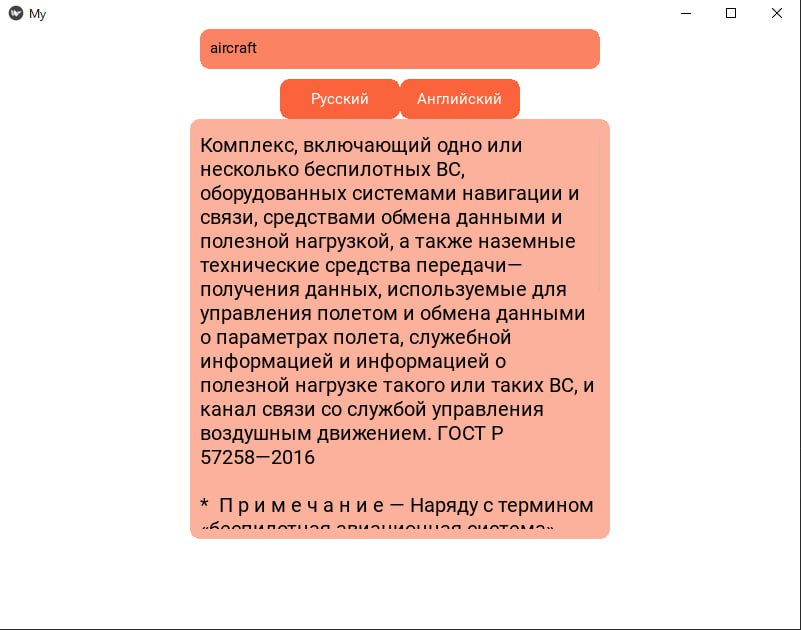 My
aircraft
Русский Английский
Комплекс, включающий одно или
несколько беспилотных ВС,
оборудованных системами навигации и
связи, средствами обмена данными и
полезной нагрузкой, а также наземные
технические средства передачи—
получения данных, используемые для
управления полетом и обмена данными
о параметрах полета, служебной
информацией и информацией о
полезной нагрузке такого или таких ВС, и
канал связи со службой управления
воздушным движением. ГОСТ Р
57258—2016
* П р и м е ч а н и е — Наряду с термином
«беспилотная авиационная система»